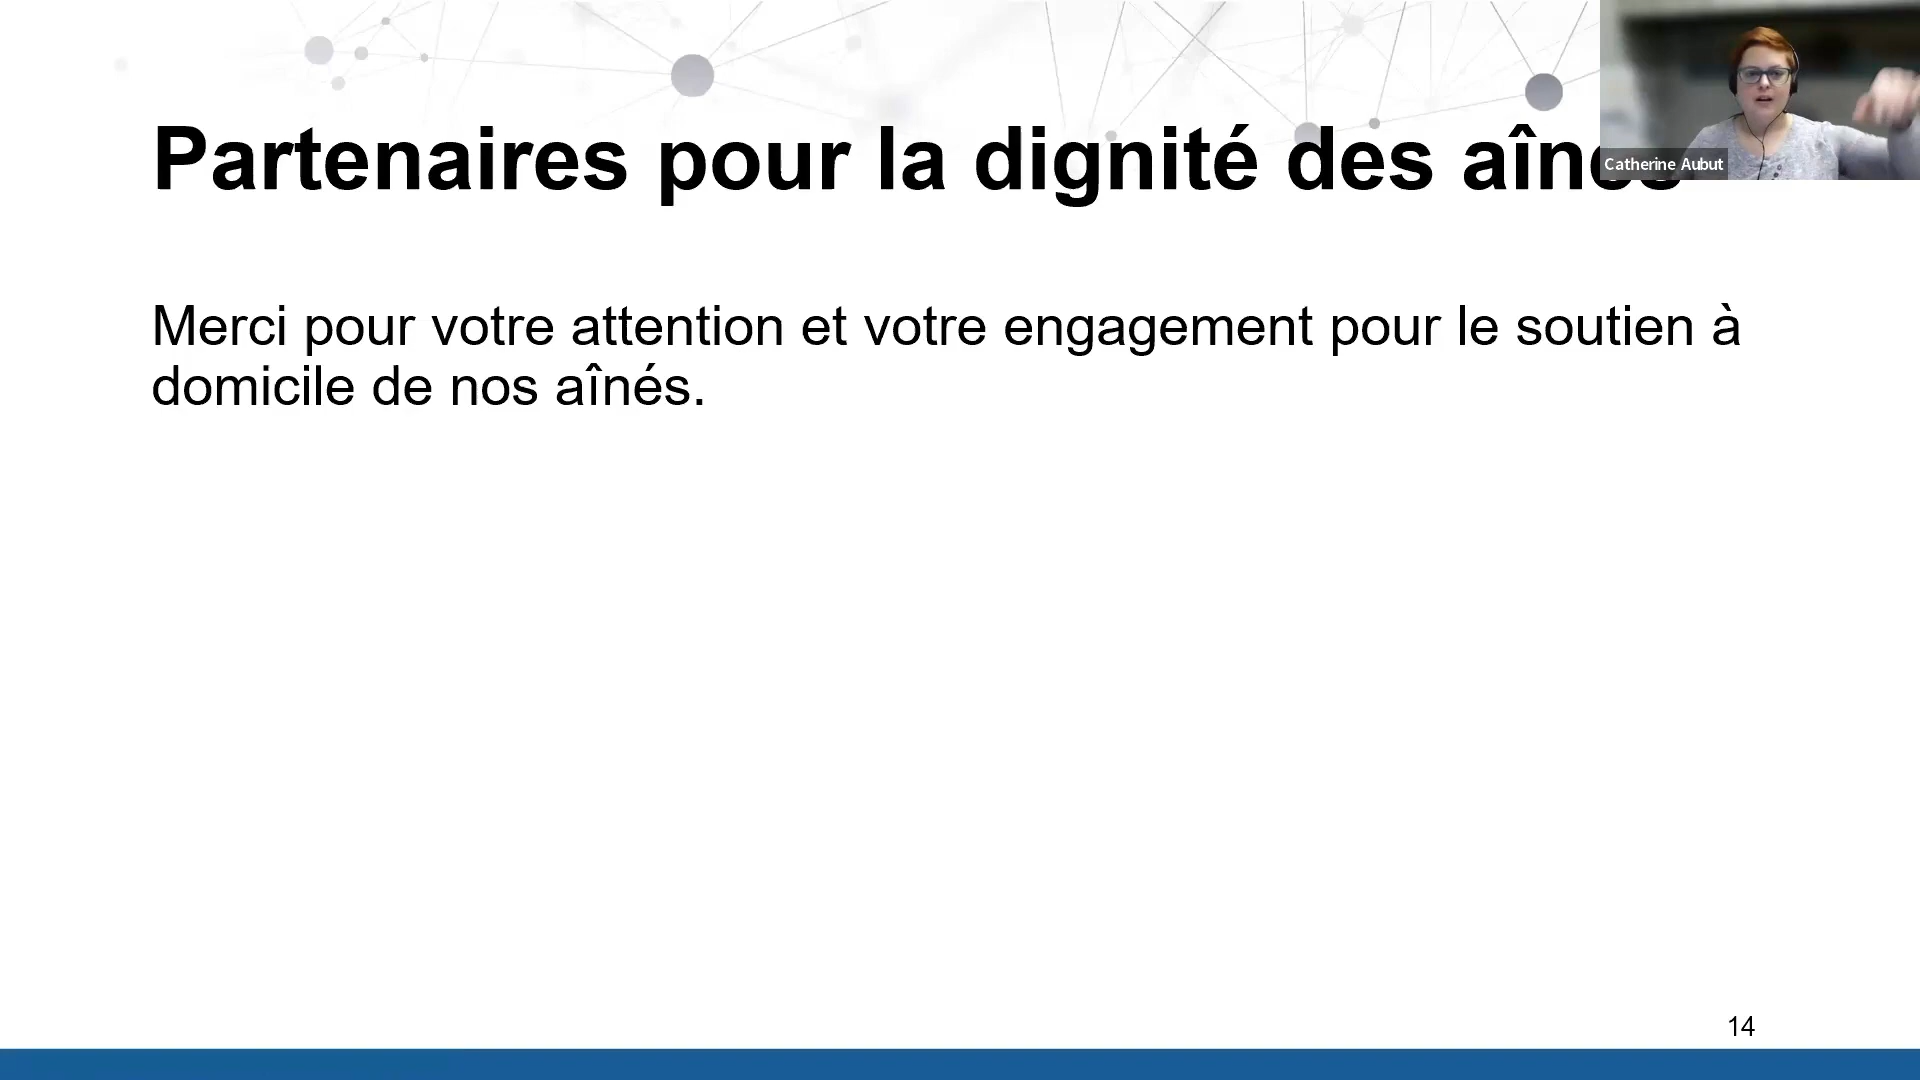 Partenaires pour la dignité des aînés
Catherine Aubut
Merci pour votre attention et votre engagement pour le soutien à
domicile de nos aînés.
14